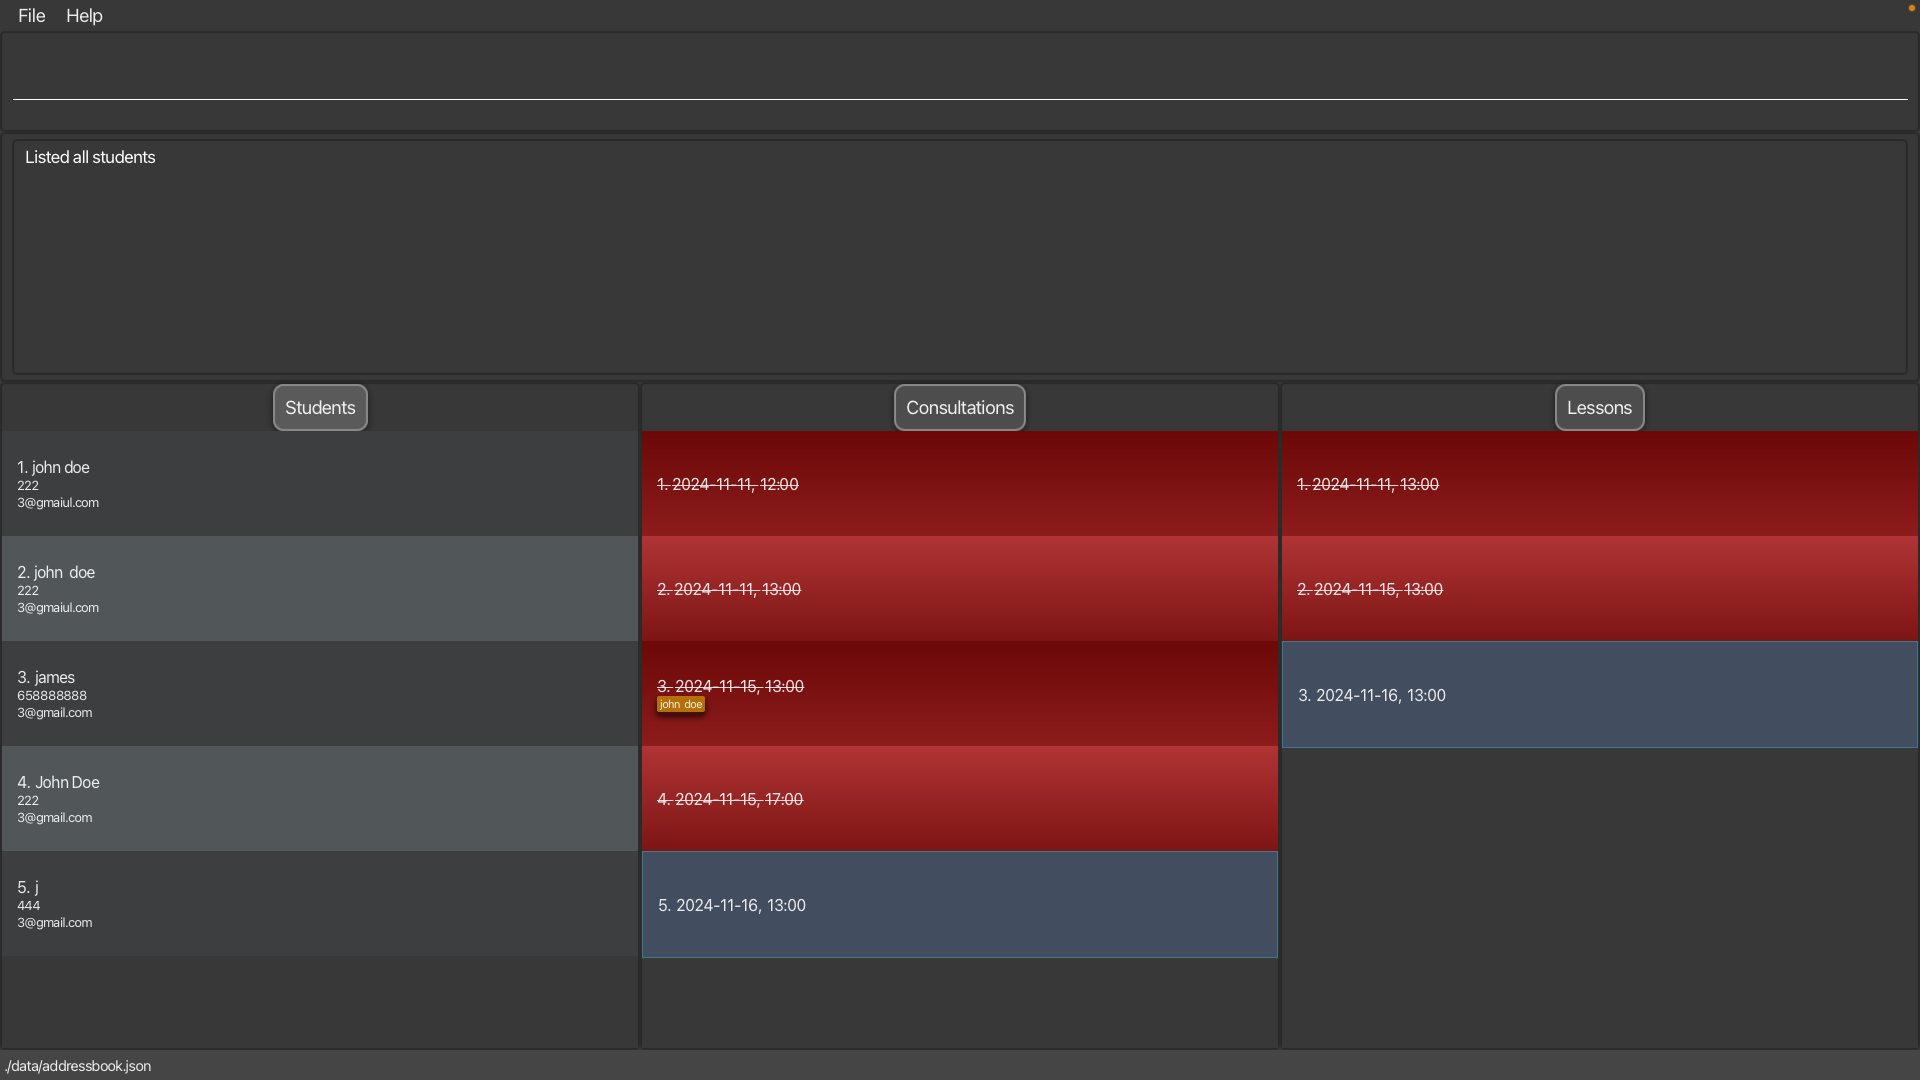 File Help
Listed all students
Students
1. john doe
222
3@gmaiul.com
2. john  doe
222
3@gmaiul.com
3. james
658888888
3@gmail.com
4. John Doe
222
3@gmail.com
5. j
444
3@gmail.com
Consultations
1. 2024-11-11, 12:00
2. 2024-11-11, 13:00
3. 2024-11-15, 13:00
john doe
4. 2024-11-15, 17:00
5. 2024-11-16, 13:00
Lessons
1. 2024-11-11, 13:00
2. 2024-11-15, 13:00
3. 2024-11-16, 13:00
./data/addressbook.json